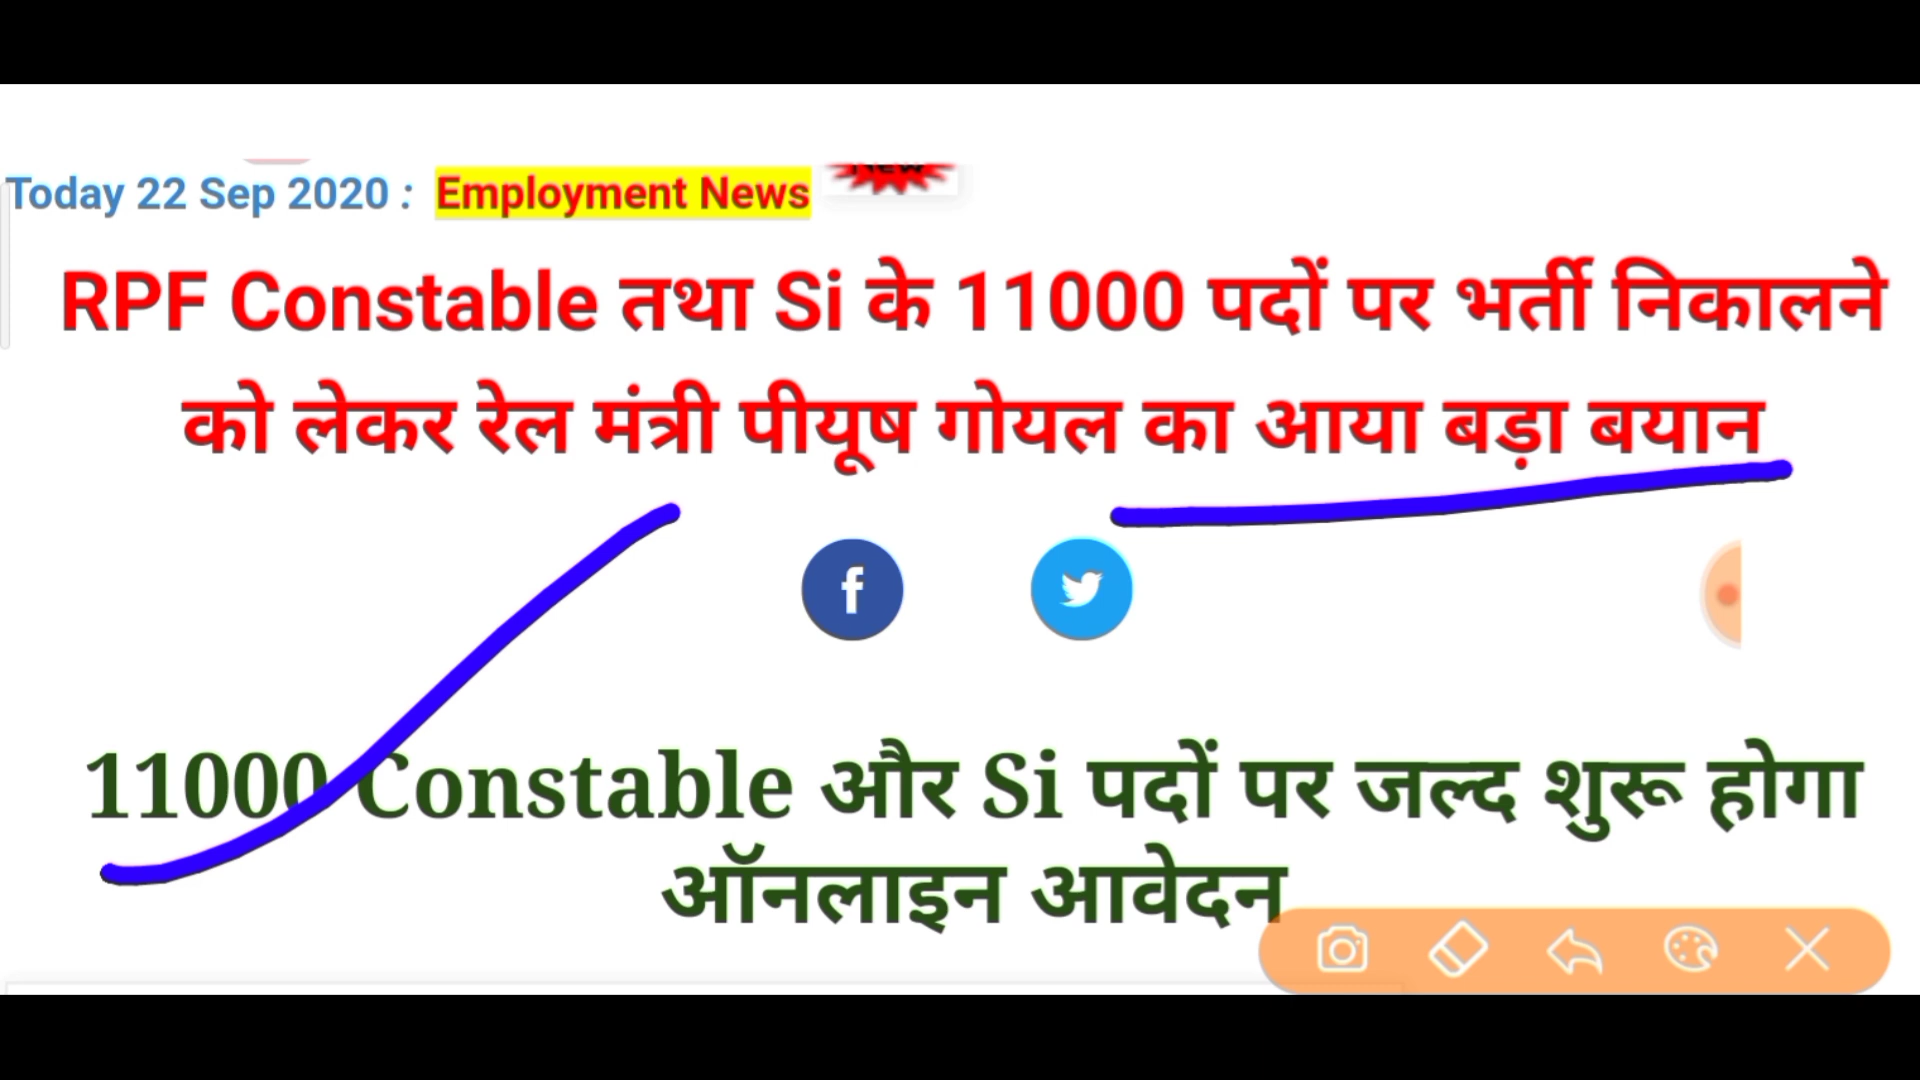 Today 22 Sep 2020 : Employment News
RPF Constable तथा Si के 11000 पदों पर भर्ती निकालने
को लेकर रेल मंत्री पीयूष गोयल का आया बड़ा बयान
11000 Constable और Si पदों पर जल्द शुरू होगा
ऑनलाइन आवेदन